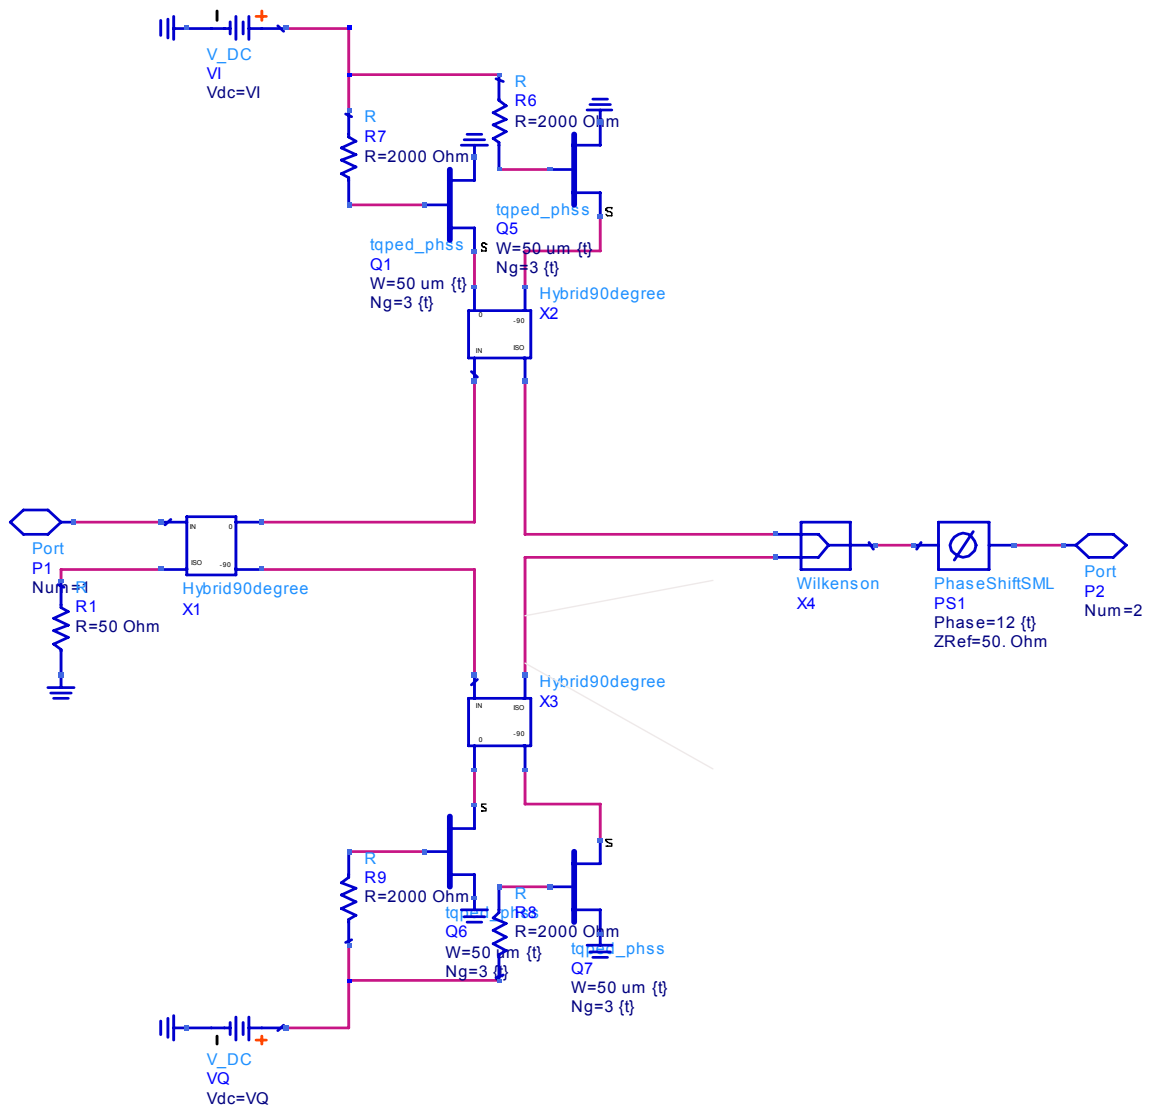 V_DC
VI
Vdc=VI
R
R6
R=2000 Ohm
R
R7
R=2000 Ohm
tqped_phss
Q5
W=50 um {t}
Ng=3 {t}
S
tqped_phss
Q1
W=50 um {t}
Ng=3 {t}
S
Hybrid90degree
X2
0
-90
IN
ISO
Port
P1
Num=1
R
R1
R=50 Ohm
IN
0
ISO
-90
Hybrid90degree
X1
Wilkenson
X4
PhaseShiftSML
PS1
Phase=12 {t}
ZRef=50. Ohm
Port
P2
Num=2
Hybrid90degree
X3
IN
ISO
0
-90
S
S
R
R9
R=2000 Ohm
tqped_phss
Q6
W=50 um {t}
Ng=3 {t}
R
R8
R=2000 Ohm
tqped_phss
Q7
W=50 um {t}
Ng=3 {t}
V_DC
VQ
Vdc=VQ